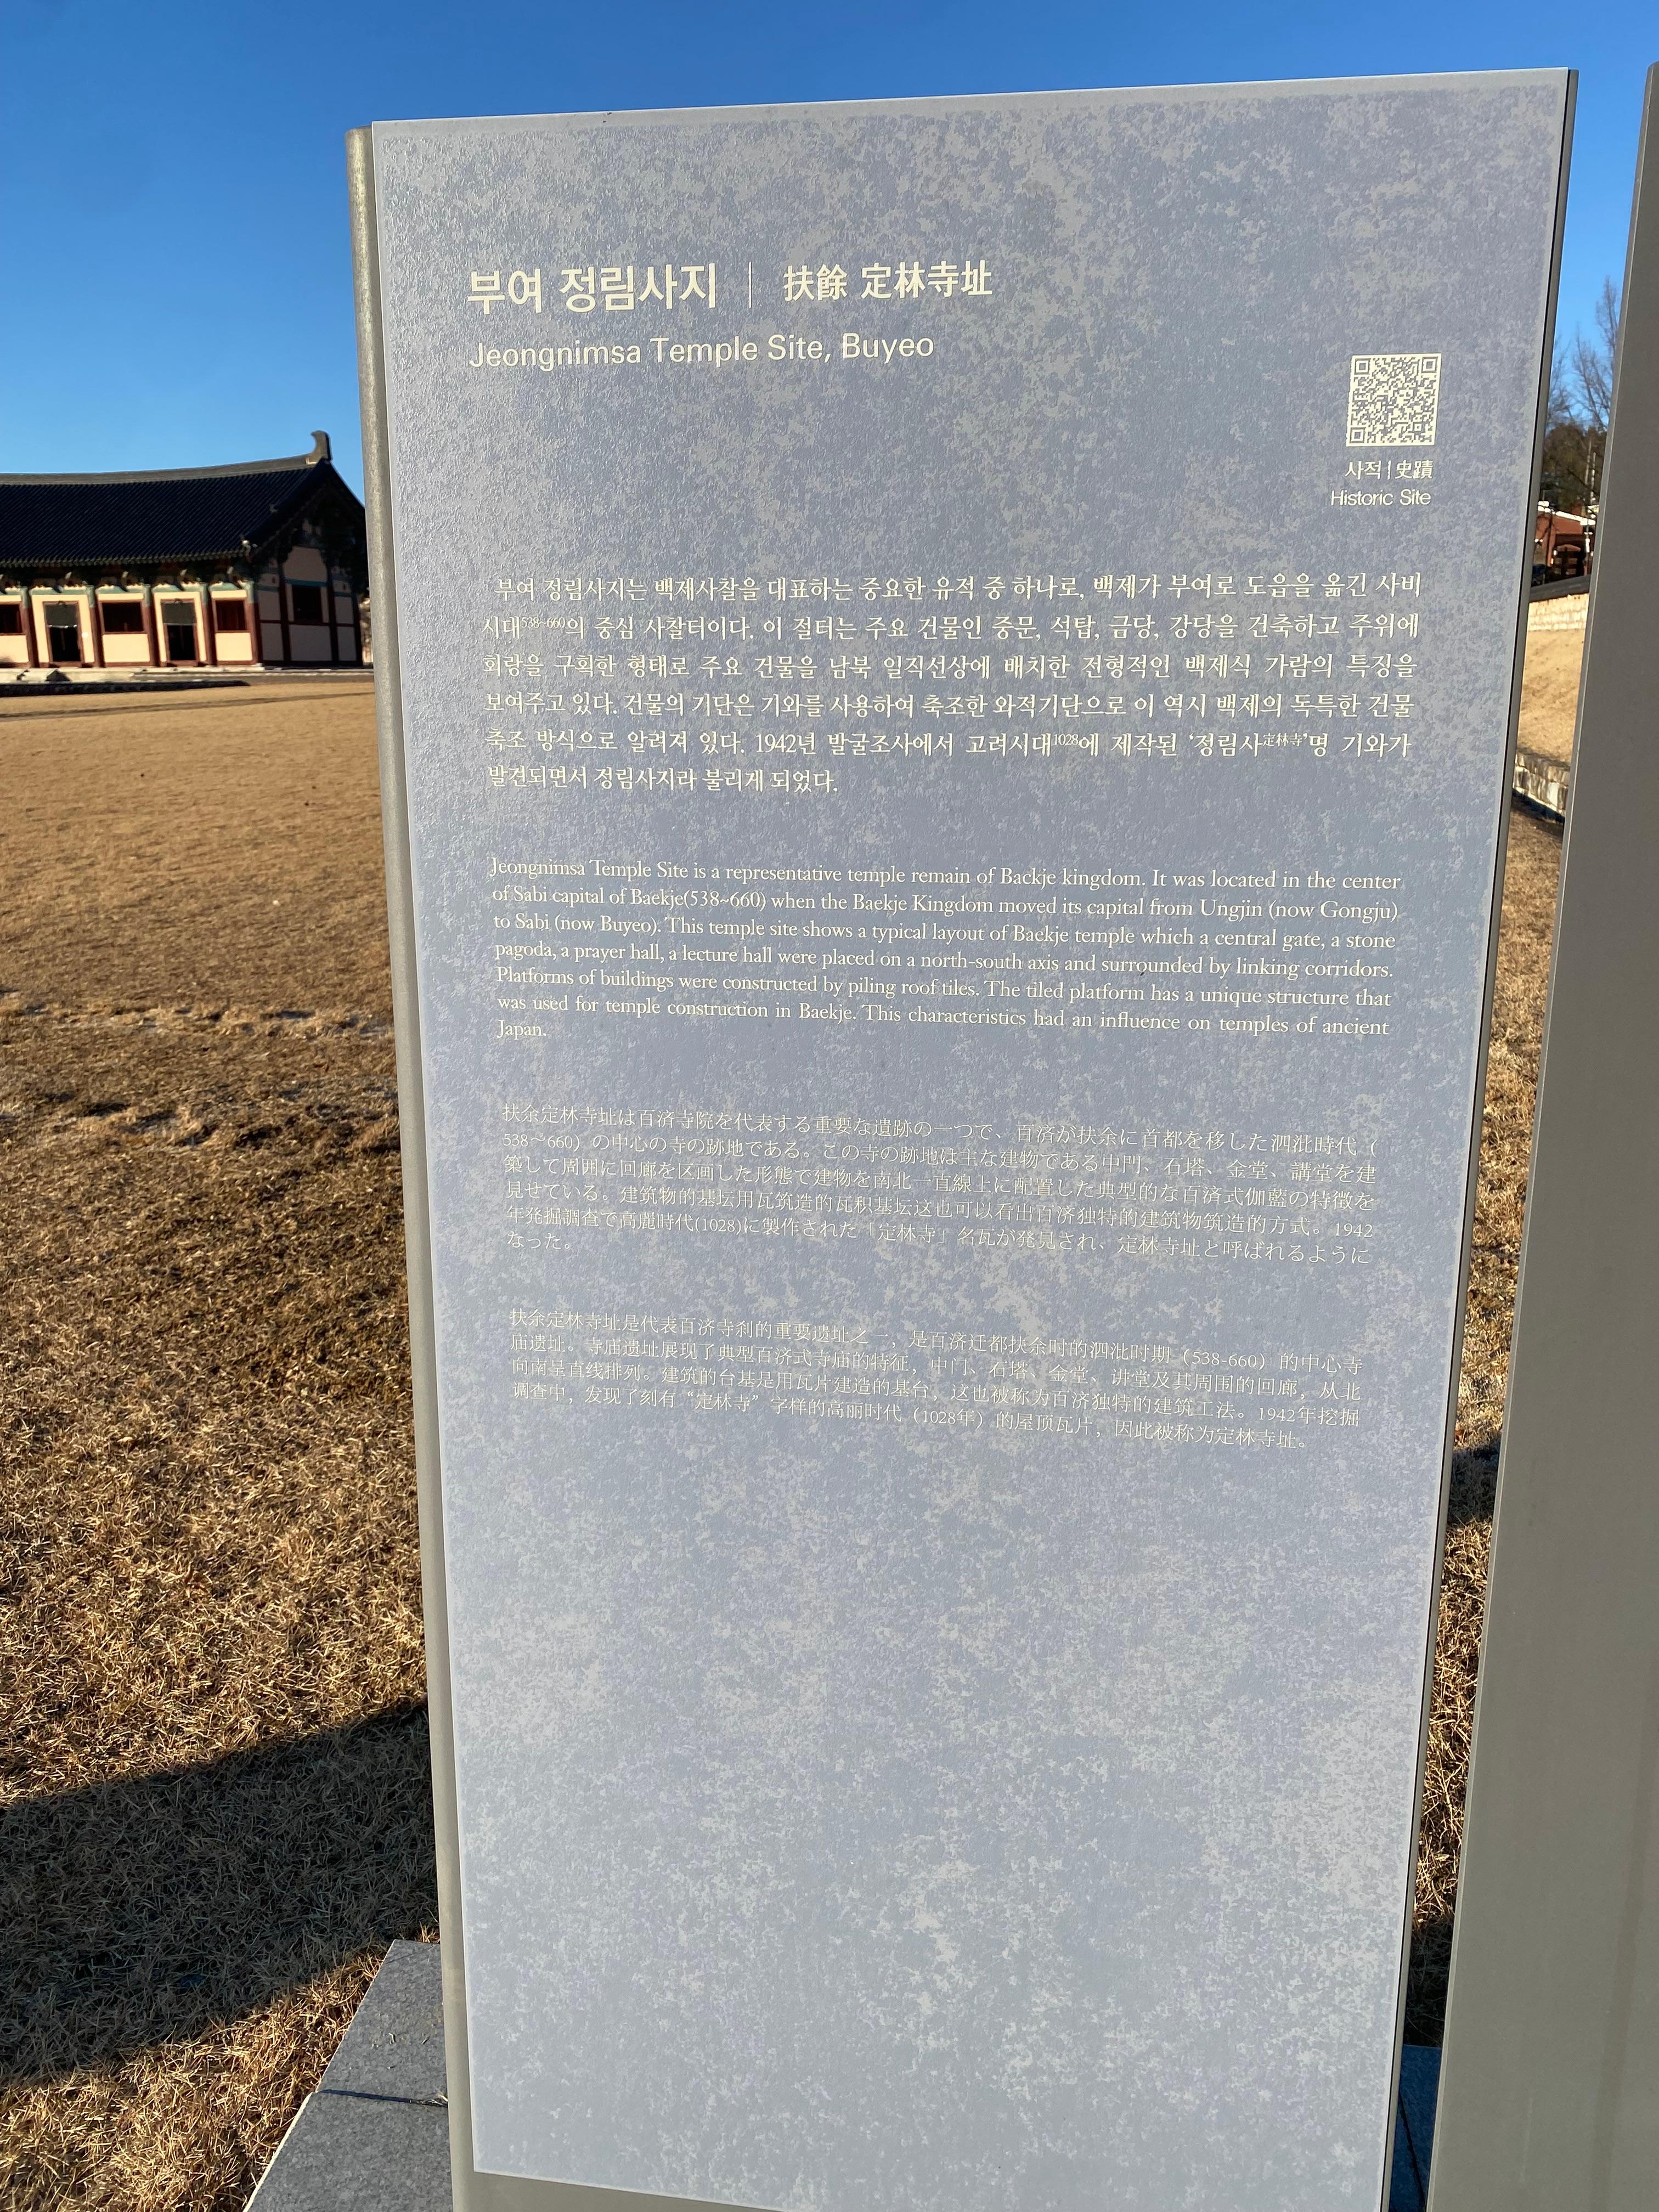 부여 정림사지 | 扶餘 定林寺址
Jeongnimsa Temple Site, Buyeo
사적 | 史蹟
Historic Site
부여 정림사지는 백제사찰을 대표하는 중요한 유적 중 하나로, 백제가 부여로 도읍을 옮긴 사비
시대538~660의 중심 사찰터이다. 이 절터는 주요 건물인 중문, 석탑, 금당, 강당을 건축하고 주위에
회랑을 구획한 형태로 주요 건물을 남북 일직선상에 배치한 전형적인 백제식 가람의 특징을
보여주고 있다. 건물의 기단은 기와를 사용하여 축조한 와적기단으로 이 역시 백제의 독특한 건물
축조 방식으로 알려져 있다. 1942년 발굴조사에서 고려시대1028에 제작된 ‘정림사定林寺’명 기와가
발견되면서 정림사지라 불리게 되었다.
Jeongnimsa Temple Site is a representative temple remain of Backje kingdom. It was located in the center
of Sabi capital of Baekje(538~660) when the Baekje Kingdom moved its capital from Ungjin (now Gongju)
to Sabi (now Buyeo). This temple site shows a typical layout of Baekje temple which a central gate, a stone
pagoda, a prayer hall, a lecture hall were placed on a north-south axis and surrounded by linking corridors.
Platforms of buildings were constructed by piling roof tiles. The tiled platform has a unique structure that
was used for temple construction in Baekje. This characteristics had an influence on temples of ancient
Japan.
扶余定林寺址は百済寺院を代表する重要な遺跡の一つで、百済が扶余に首都を移した泗沘時代（
538～660）の中心の寺の跡地である。この寺の跡地は主な建物である中門、石塔、金堂、講堂を建
築して周囲に回廊を区画した形態で建物を南北一直線上に配置した典型的な百済式伽藍の特徴を
見せている。建筑物的基坛用瓦筑造的瓦积基坛这也可以看出百济独特的建筑物筑造的方式。1942
年発掘調査で高麗時代(1028)に製作された「定林寺」名瓦が発見され、定林寺址と呼ばれるように
なった。
扶余定林寺址是代表百济寺刹的重要遗址之一，是百济迁都扶余时的泗沘时期（538-660）的中心寺
庙遗址。寺庙遗址展现了典型百济式寺庙的特征，中门、石塔、金堂、讲堂及其周围的回廊，从北
向南呈直线排列。建筑的台基是用瓦片建造的基台，这也被称为百济独特的建筑工法。1942年挖掘
调查中，发现了刻有“定林寺”字样的高丽时代（1028年）的屋顶瓦片，因此被称为定林寺址。